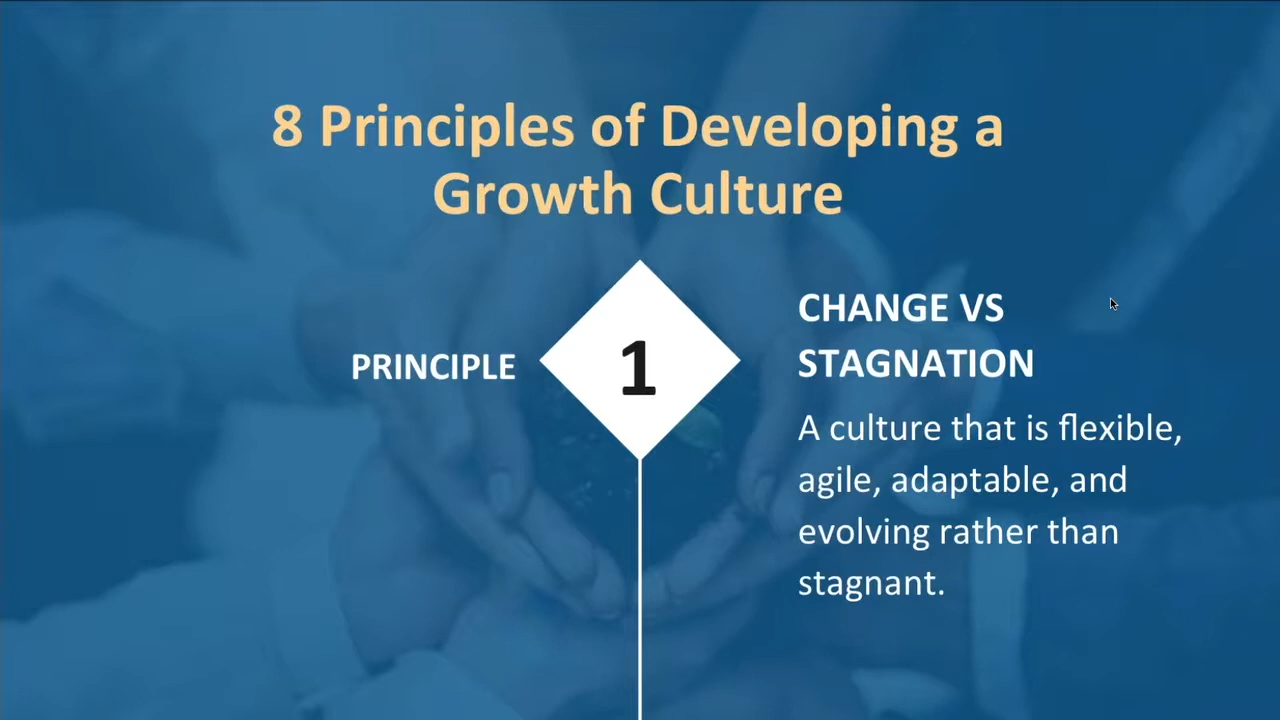 8 Principles of Developing a
Growth Culture
PRINCIPLE
1
CHANGE VS
STAGNATION
A culture that is flexible,
agile, adaptable, and
evolving rather than
stagnant.